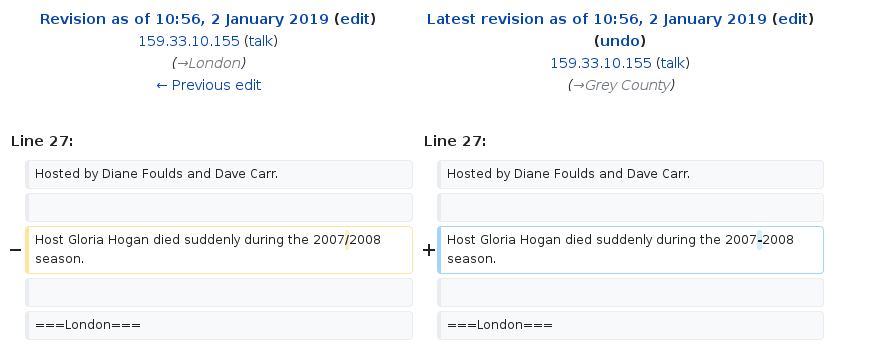 Revision as of 10:56, 2 January 2019 (edit)
159.33.10.155 (talk)
(→London)
← Previous edit
Latest revision as of 10:56, 2 January 2019 (edit)
(undo)
159.33.10.155 (talk)
(→Grey County)
Line 27:
Line 27:
Hosted by Diane Foulds and Dave Carr.
Hosted by Diane Foulds and Dave Carr.
− Host Gloria Hogan died suddenly during the 2007/2008
season.
+ Host Gloria Hogan died suddenly during the 2007-2008
season.
===London===
===London===